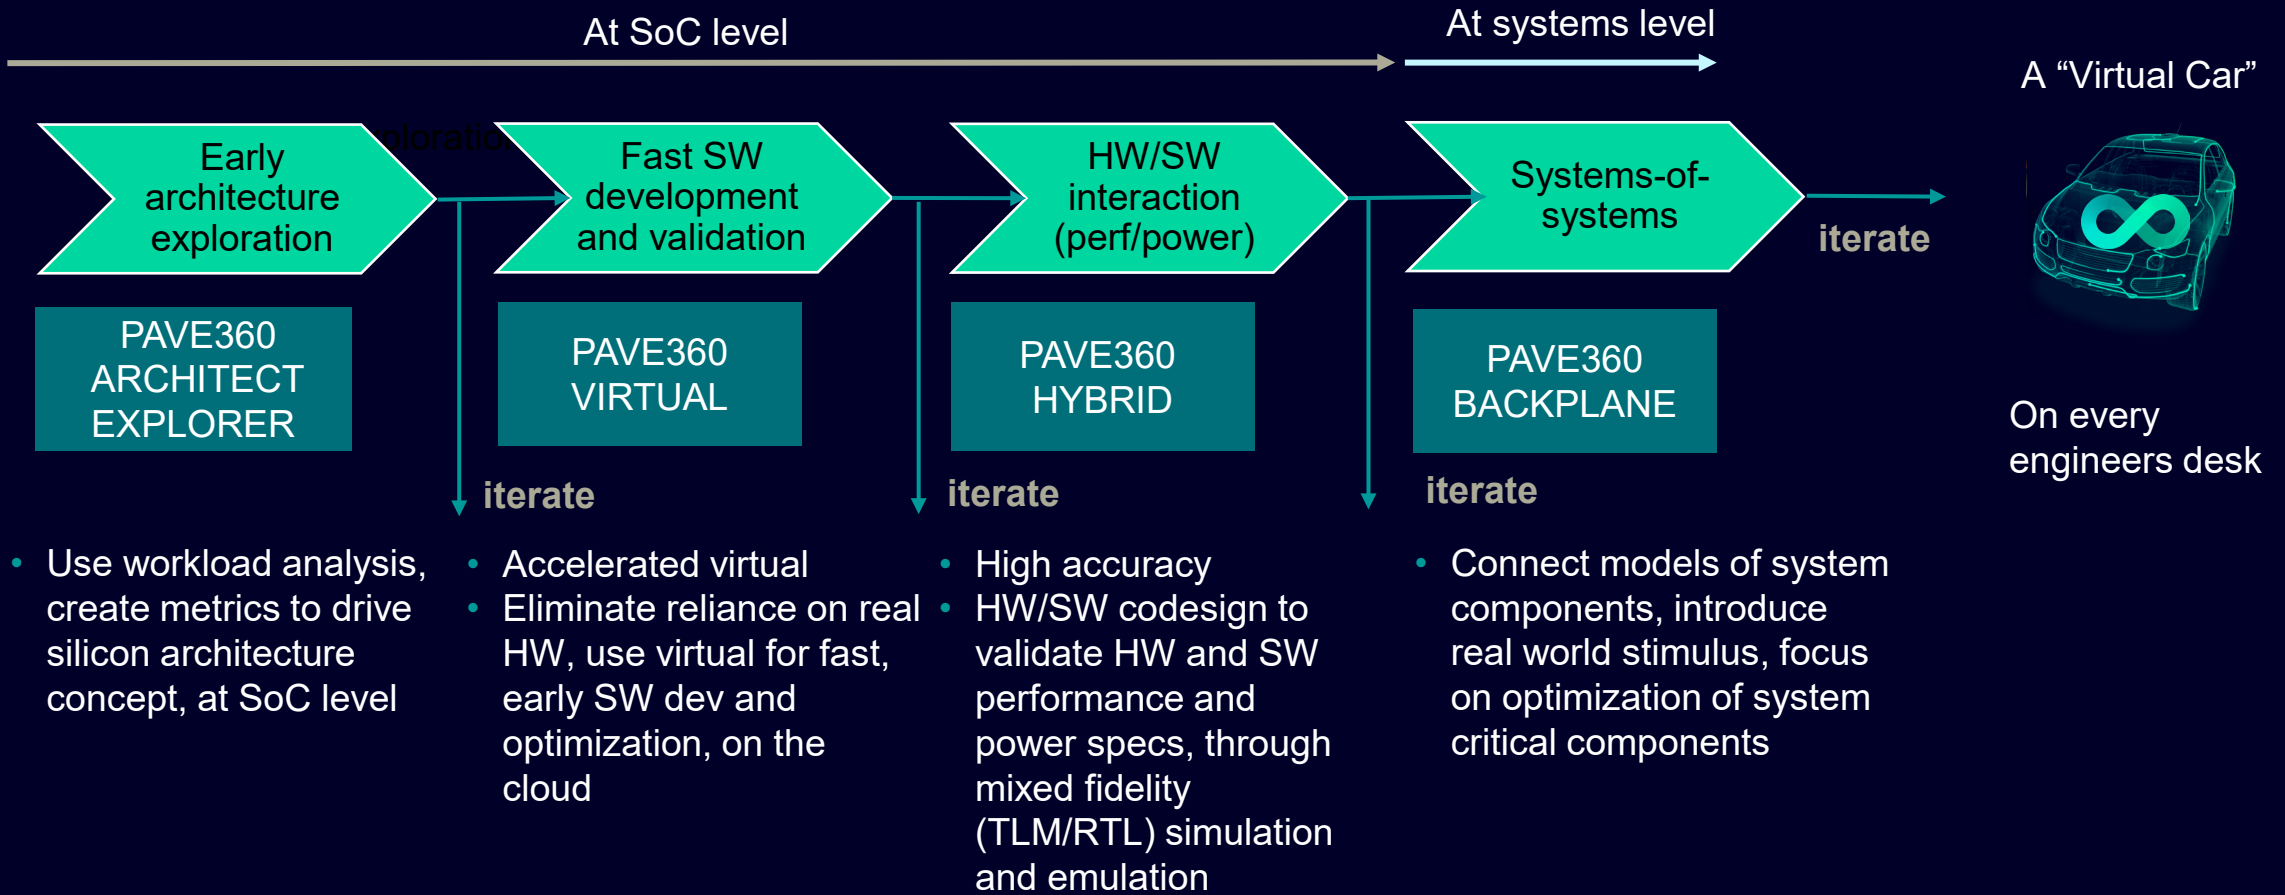 At SoC level
At systems level
A “Virtual Car”
Early
architecture
exploration
Fast SW
development
and validation
HW/SW
interaction
(perf/power)
Systems-of-
systems
iterate
PAVE360
ARCHITECT
EXPLORER
PAVE360
VIRTUAL
PAVE360
HYBRID
PAVE360
BACKPLANE
On every
engineers desk
iterate
iterate
iterate
• Use workload analysis,
create metrics to drive
silicon architecture
concept, at SoC level
• Accelerated virtual
• Eliminate reliance on real
HW, use virtual for fast,
early SW dev and
optimization, on the
cloud
• High accuracy
• HW/SW codesign to
validate HW and SW
performance and
power specs, through
mixed fidelity
(TLM/RTL) simulation
and emulation
• Connect models of system
components, introduce
real world stimulus, focus
on optimization of system
critical components